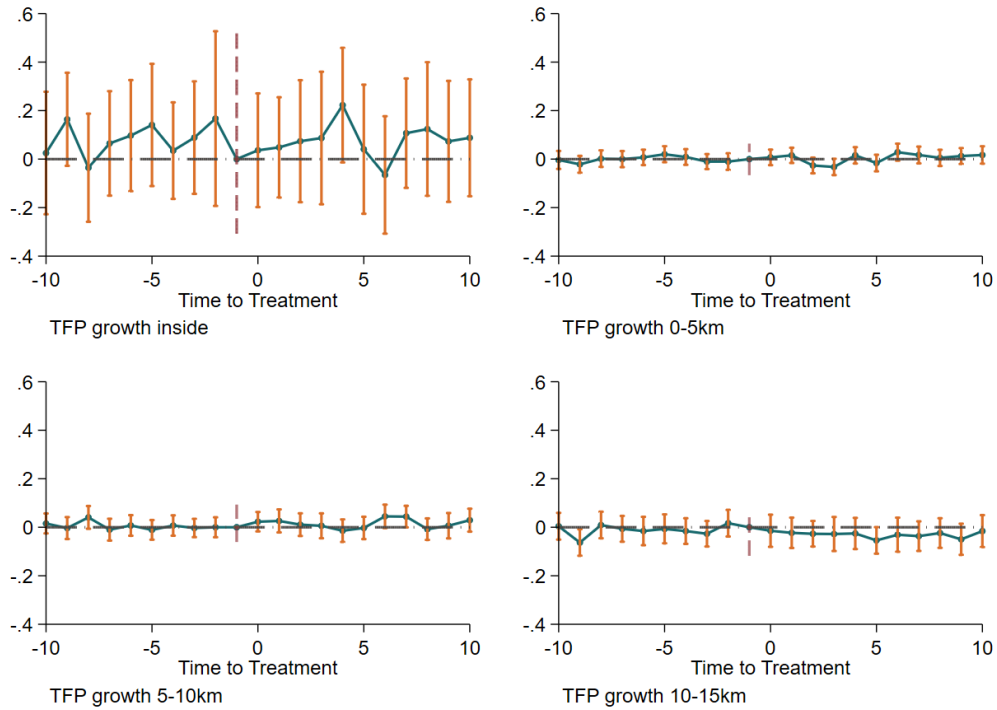 .6
.4
.2
0
-.2
-.4
-10 -5 0 5 10
Time to Treatment
TFP growth inside
.6
.4
.2
0
-.2
-.4
-10 -5 0 5 10
Time to Treatment
TFP growth 0-5km
.6
.4
.2
0
-.2
-.4
-10 -5 0 5 10
Time to Treatment
TFP growth 5-10km
.6
.4
.2
0
-.2
-.4
-10 -5 0 5 10
Time to Treatment
TFP growth 10-15km